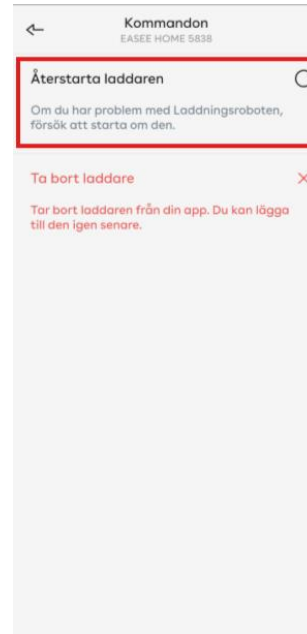 Kommandon
EASEE HOME 5838
Återstarta laddaren
Om du har problem med Laddningsroboten,
försök att starta om den.
Ta bort laddare
Tar bort laddaren från din app. Du kan lägga
till den igen senare.